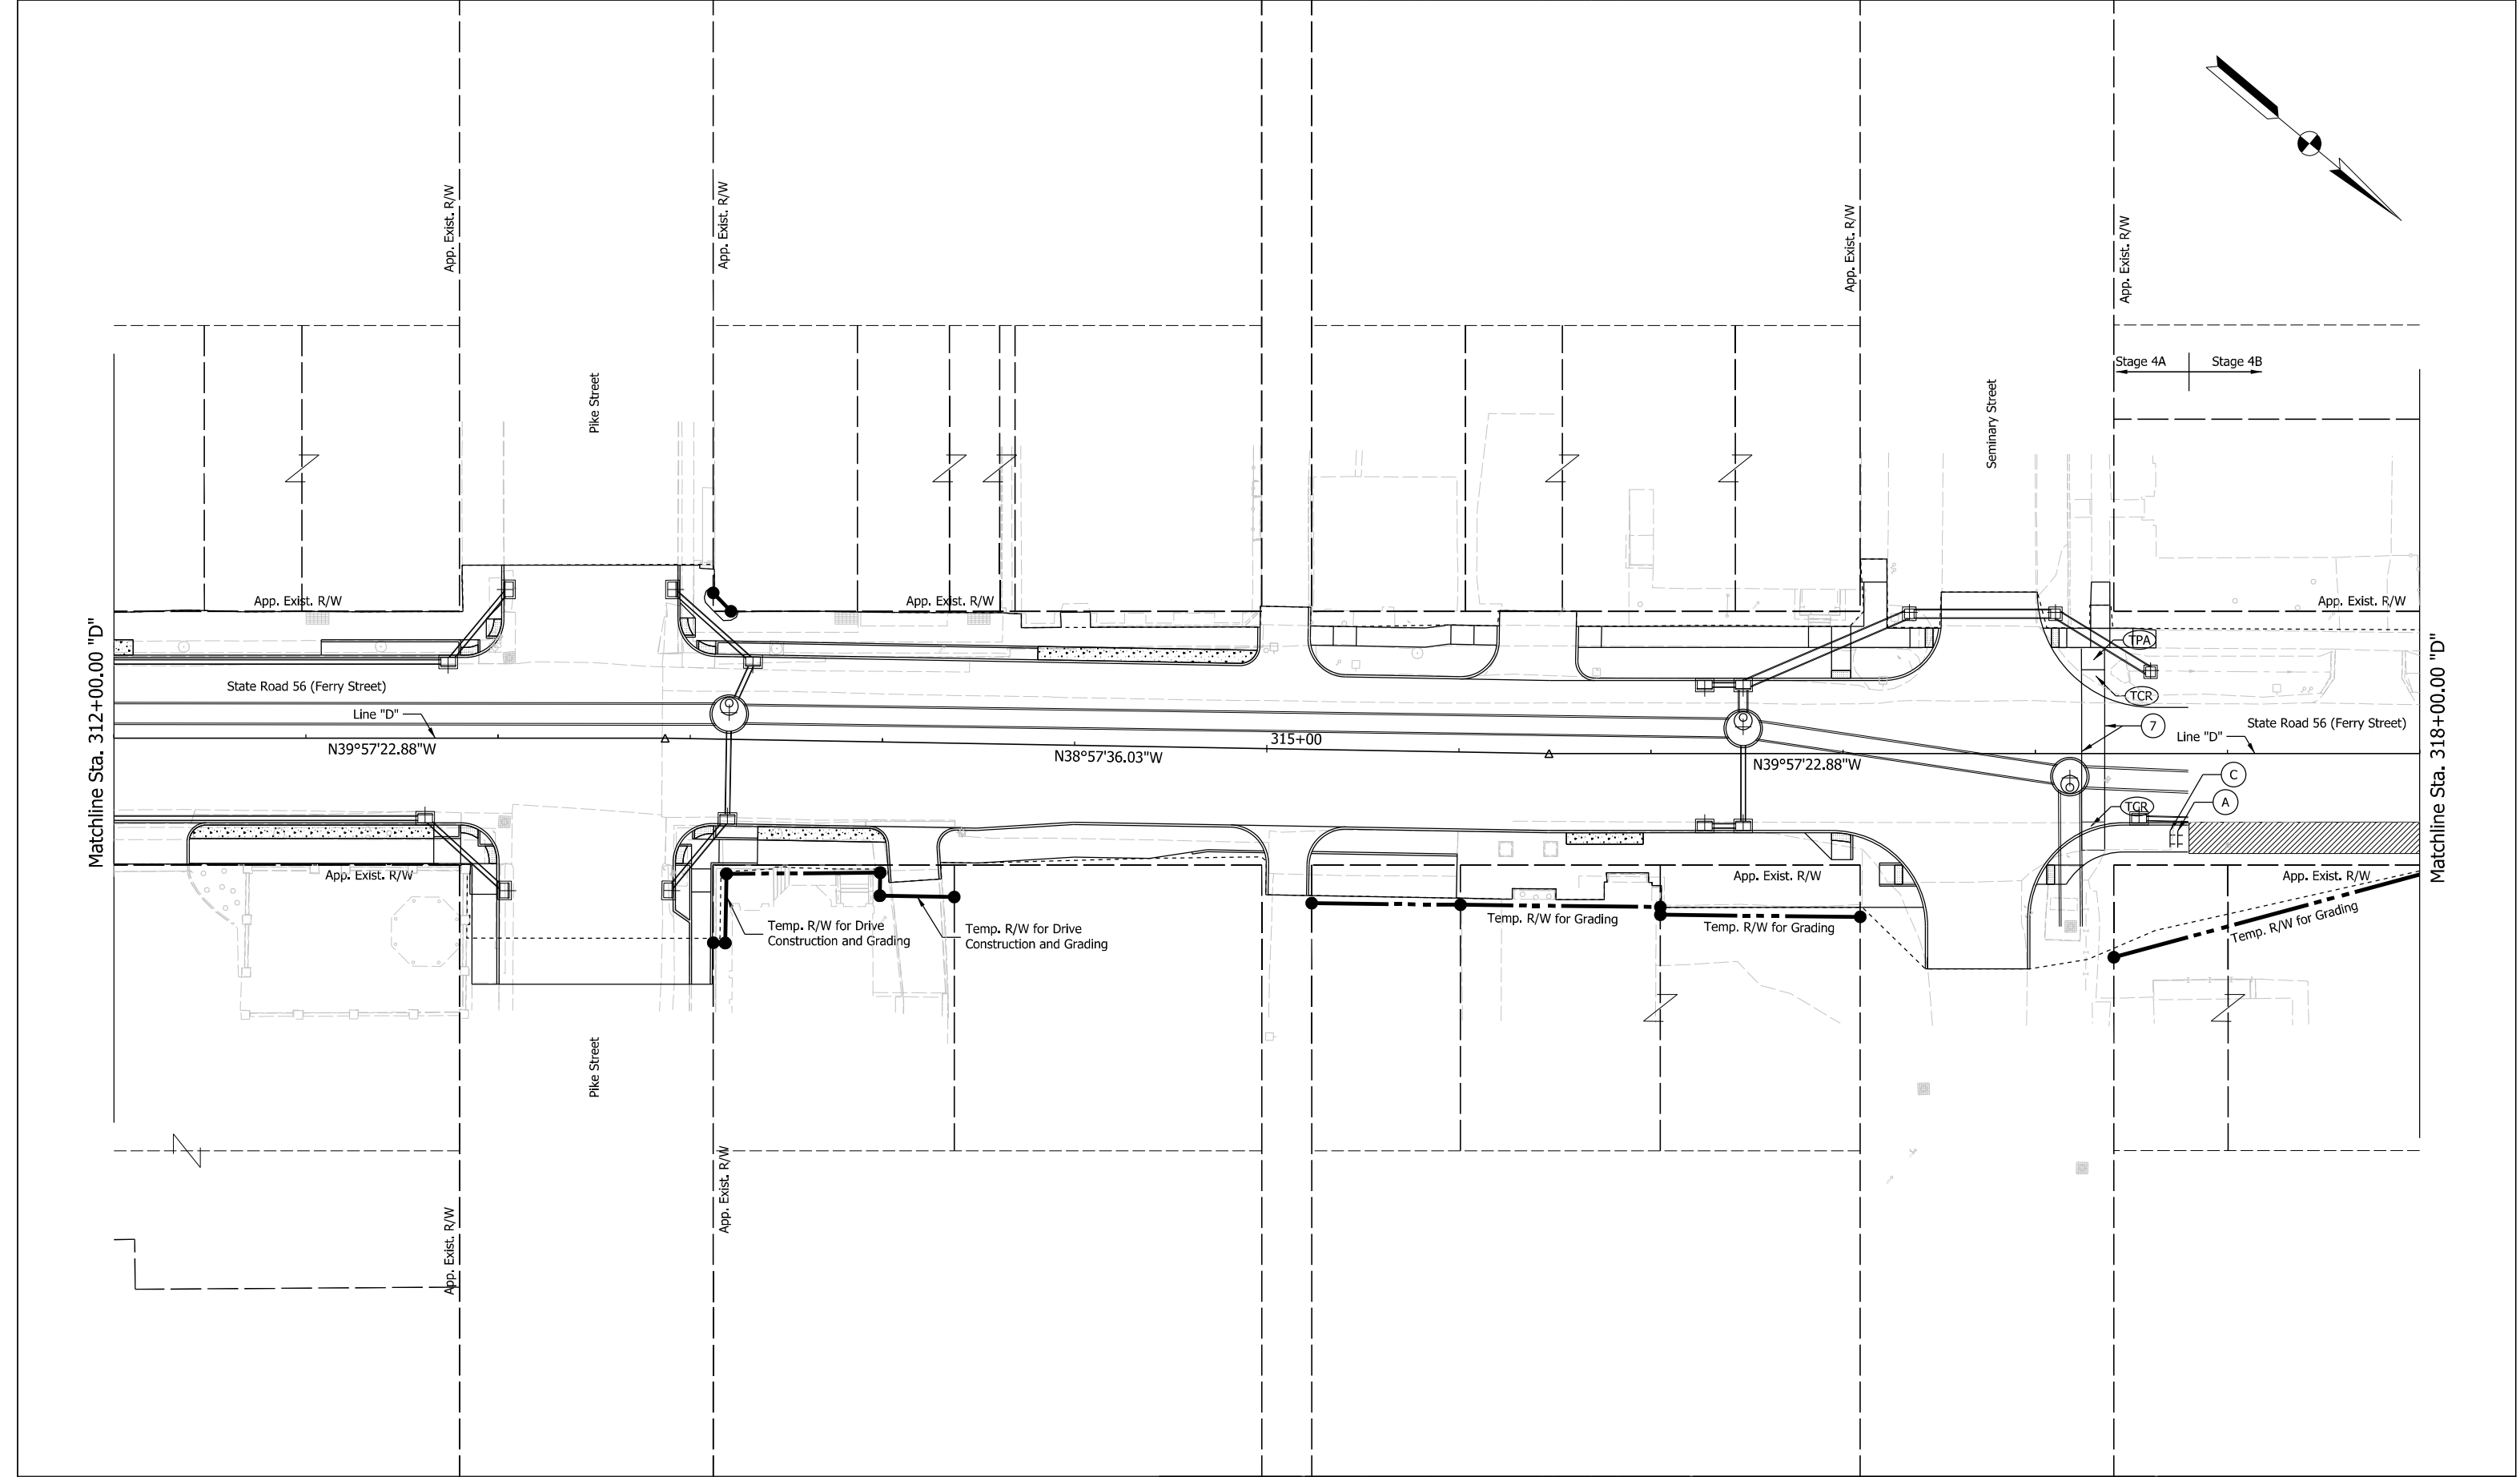 App. Exist. R/W
App. Exist. R/W
App. Exist. R/W
App. Exist. R/W
Stage 4A
Stage 4B
Pike Street
Seminary Street
App. Exist. R/W
App. Exist. R/W
App. Exist. R/W
Matchline Sta. 312+00.00 "D"
Matchline Sta. 318+00.00 "D"
TPA
State Road 56 (Ferry Street)
TCR
Line "D"
7
State Road 56 (Ferry Street)
Line "D"
315+00
N39°57'22.88"W
N38°57'36.03"W
N39°57'22.88"W
C
A
TCR
App. Exist. R/W
App. Exist. R/W
App. Exist. R/W
Temp. R/W for Drive
Construction and Grading
Temp. R/W for Drive
Construction and Grading
Temp. R/W for Grading
Temp. R/W for Grading
Temp. R/W for Grading
Pike Street
App. Exist. R/W
App. Exist. R/W